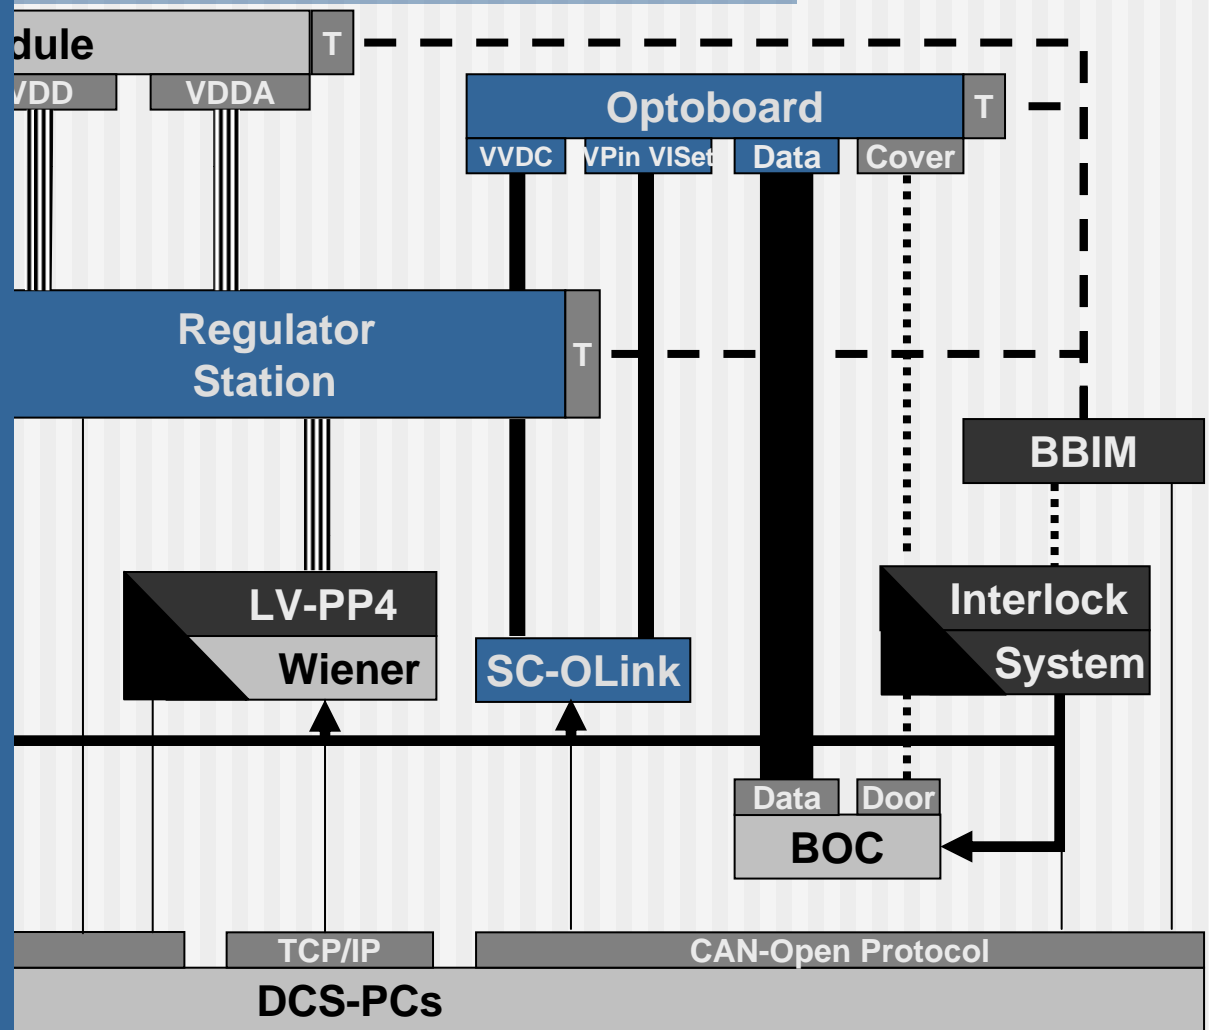 dule T
VDD VDDA
Optoboard T
VVDC VPin VISet Data Cover
Regulator
Station
T
BBIM
LV-PP4
Wiener
SC-OLink
Interlock
System
Data Door
BOC
TCP/IP CAN-Open Protocol
DCS-PCs